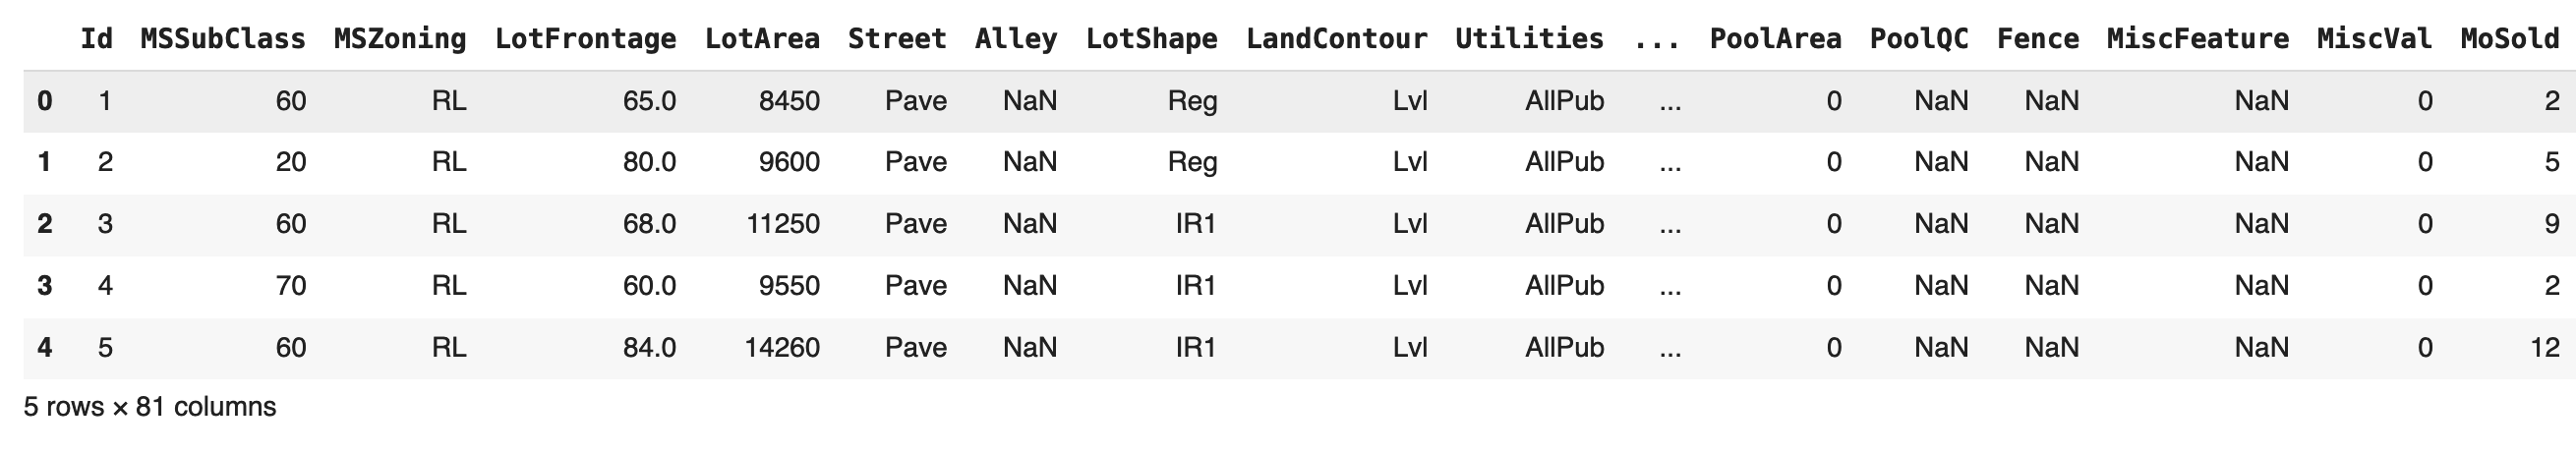 Id MSSubClass MSZoning LotFrontage LotArea Street Alley LotShape LandContour Utilities ... PoolArea PoolQC Fence MiscFeature MiscVal MoSold
0 1 60 RL 65.0 8450 Pave NaN Reg Lvl AllPub ... 0 NaN NaN NaN 0 2
1 2 20 RL 80.0 9600 Pave NaN Reg Lvl AllPub ... 0 NaN NaN NaN 0 5
2 3 60 RL 68.0 11250 Pave NaN IR1 Lvl AllPub ... 0 NaN NaN NaN 0 9
3 4 70 RL 60.0 9550 Pave NaN IR1 Lvl AllPub ... 0 NaN NaN NaN 0 2
4 5 60 RL 84.0 14260 Pave NaN IR1 Lvl AllPub ... 0 NaN NaN NaN 0 12
5 rows × 81 columns